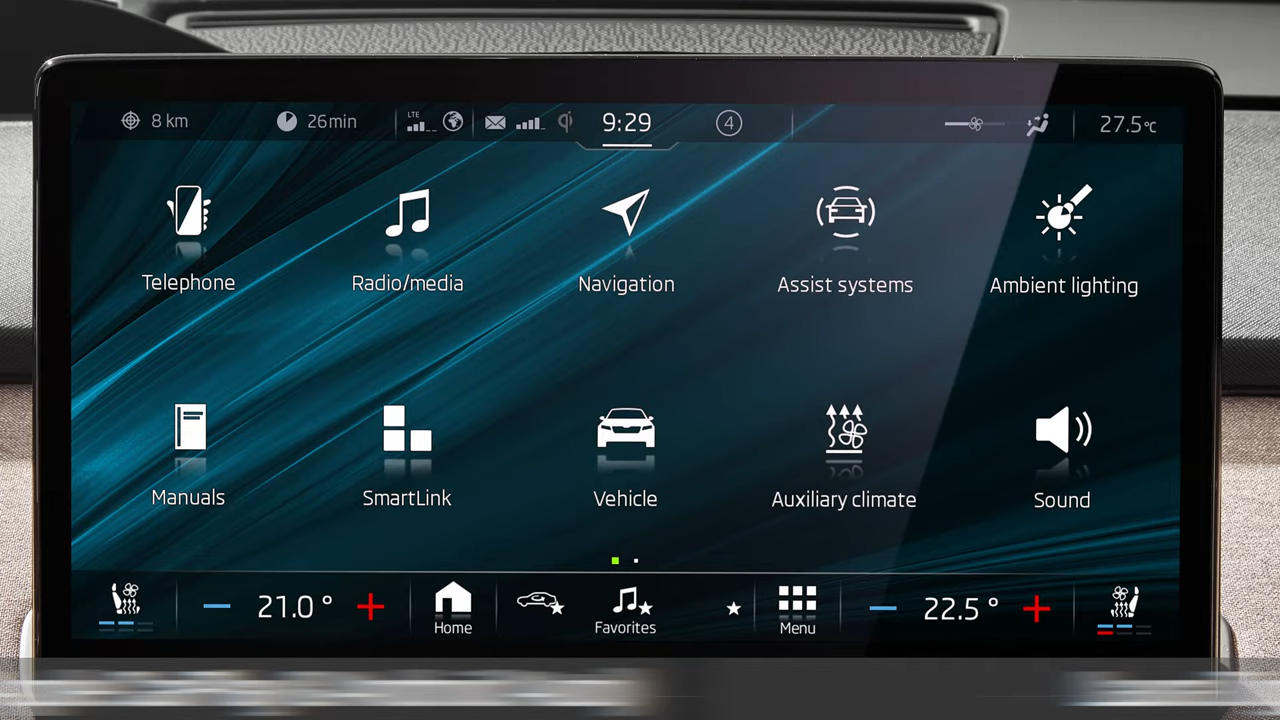 8 km 26min LTE 9:29 4 27.5°C
Telephone Radio/media Navigation Assist systems Ambient lighting
Manuals SmartLink Vehicle Auxiliary climate Sound
21.0° 22.5°
Home Favorites Menu